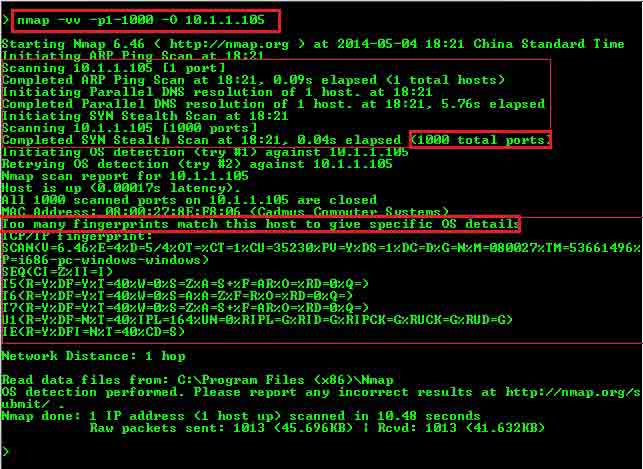 > nmap -vv -p1-1000 -O 10.1.1.105
Starting Nmap 6.46 ( http://nmap.org ) at 2014-05-04 18:21 China Standard Time
Initiating ARP Ping Scan at 18:21
Scanning 10.1.1.105 [1 port]
Completed ARP Ping Scan at 18:21, 0.09s elapsed (1 total hosts)
Initiating Parallel DNS resolution of 1 host. at 18:21
Completed Parallel DNS resolution of 1 host. at 18:21, 5.76s elapsed
Initiating SYN Stealth Scan at 18:21
Scanning 10.1.1.105 [1000 ports]
Completed SYN Stealth Scan at 18:21, 0.04s elapsed (1000 total ports)
Initiating OS detection (try #1) against 10.1.1.105
Retrying OS detection (try #2) against 10.1.1.105
Nmap scan report for 10.1.1.105
Host is up (0.00017s latency).
All 1000 scanned ports on 10.1.1.105 are closed
MAC Address: 08:00:27:8E:F8:06 (Cadmus Computer Systems)
Too many fingerprints match this host to give specific OS details
TCP/IP fingerprint:
SCAN(V=6.46%E=4%D=5/4%OT=%CT=1%CU=35230%PV=Y%DS=1%DC=D%G=N%M=080027%TM=53661496%
P=i686-pc-windows-windows)
SEQ(CI=Z%II=I)
T5(R=Y%DF=Y%T=40%W=0%S=Z%A=S+%F=AR%O=%RD=0%Q=)
T6(R=Y%DF=Y%T=40%W=0%S=A%A=Z%F=R%O=%RD=0%Q=)
T7(R=Y%DF=Y%T=40%W=0%S=Z%A=S+%F=AR%O=%RD=0%Q=)
U1(R=Y%DF=N%T=40%IPL=164%UN=0%RIPL=G%RID=G%RIPCK=G%RUCK=G%RUD=G)
IE(R=Y%DFI=N%T=40%CD=S)
Network Distance: 1 hop
Read data files from: C:\Program Files (x86)\Nmap
OS detection performed. Please report any incorrect results at http://nmap.org/s
ubmit/ .
Nmap done: 1 IP address (1 host up) scanned in 10.48 seconds
Raw packets sent: 1013 (45.696KB) | Rcvd: 1013 (41.632KB)
>